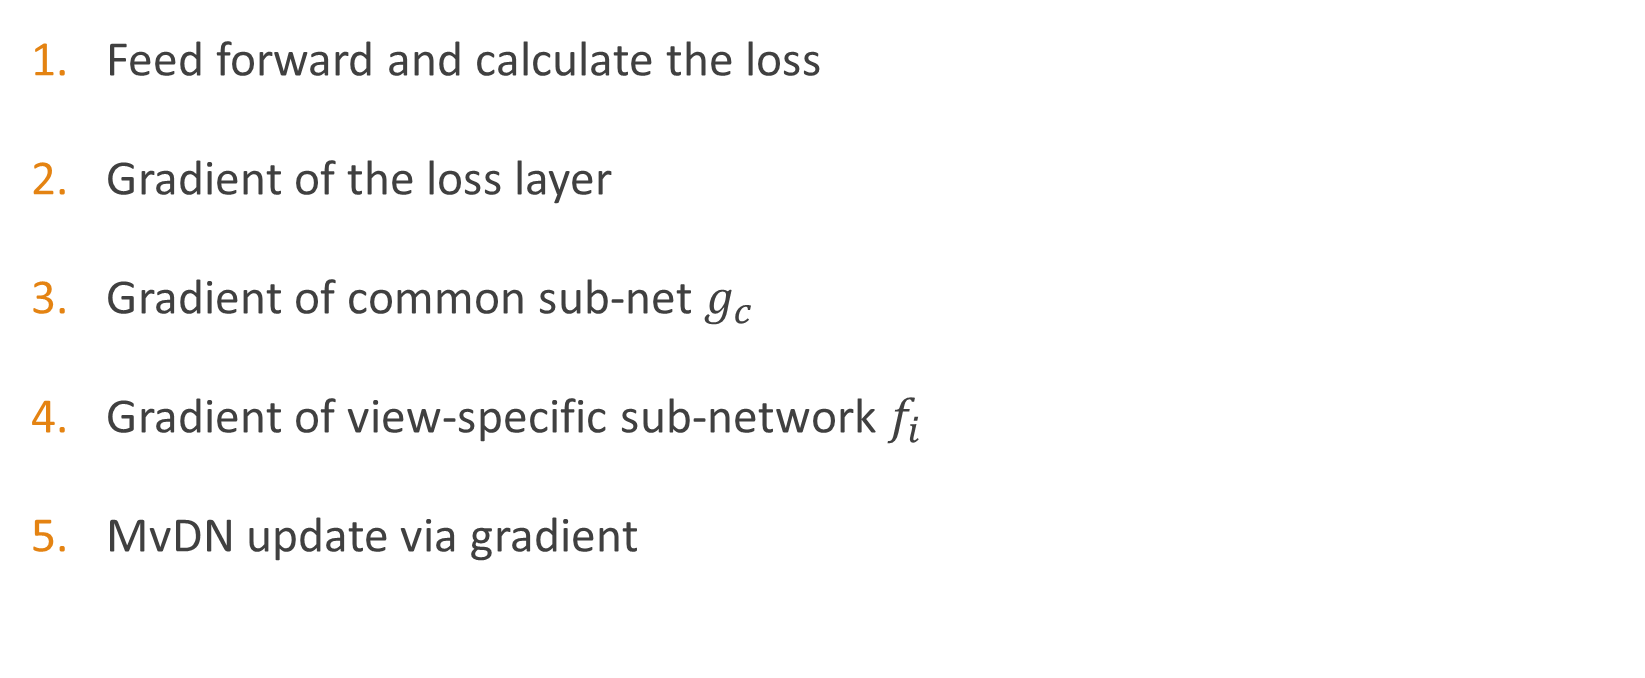 1. Feed forward and calculate the loss
2. Gradient of the loss layer
3. Gradient of common sub-net $g_c$
4. Gradient of view-specific sub-network $f_i$
5. MvDN update via gradient